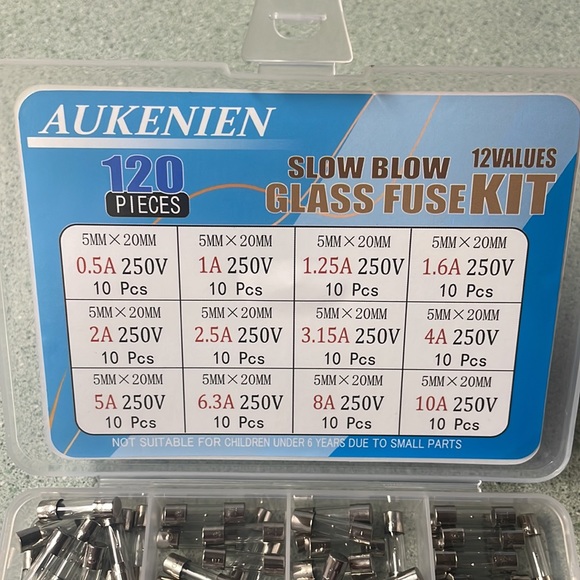 AUKENIEN
120
PIECES
SLOW BLOW
GLASS FUSE
12VALUES
KIT
5MM×20MM 5MM×20MM 5MM×20MM 5MM×20MM
0.5A 250V 1A 250V 1.25A 250V 1.6A 250V
10 Pcs 10 Pcs 10 Pcs 10 Pcs
5MM×20MM 5MM×20MM 5MM×20MM 5MM×20MM
2A 250V 2.5A 250V 3.15A 250V 4A 250V
10 Pcs 10 Pcs 10 Pcs 10 Pcs
5MM×20MM 5MM×20MM 5MM×20MM 5MM×20MM
5A 250V 6.3A 250V 8A 250V 10A 250V
10 Pcs 10 Pcs 10 Pcs 10 Pcs
NOT SUITABLE FOR CHILDREN UNDER 6 YEARS DUE TO SMALL PARTS